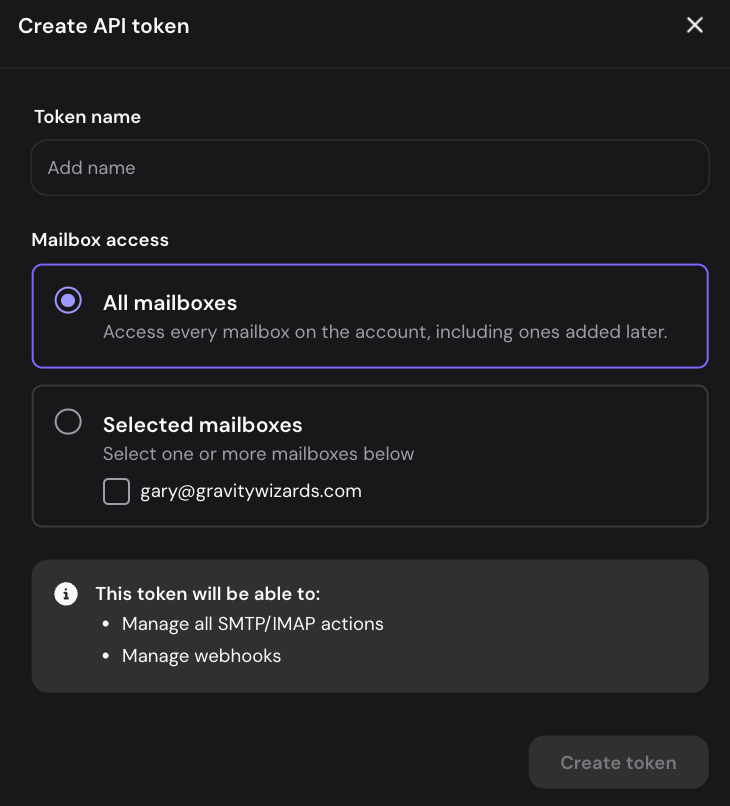 Create API token
Token name
Add name
Mailbox access
All mailboxes
Access every mailbox on the account, including ones added later.
Selected mailboxes
Select one or more mailboxes below
gary@gravitywizards.com
This token will be able to:
• Manage all SMTP/IMAP actions
• Manage webhooks
Create token